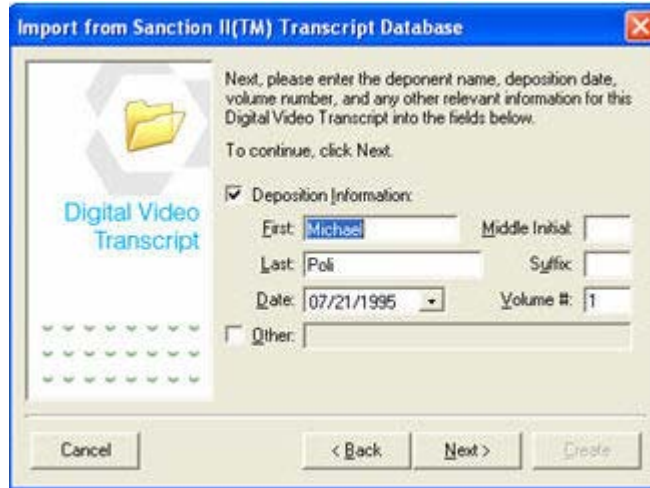 Import from Sanction II(TM) Transcript Database
Next, please enter the deponent name, deposition date,
volume number, and any other relevant information for this
Digital Video Transcript into the fields below.
To continue, click Next.
Digital Video
Transcript
Deposition Information:
First: Michael Middle Initial:
Last: Poli Suffix:
Date: 07/21/1995 Volume #: 1
Other:
Cancel < Back Next > Create